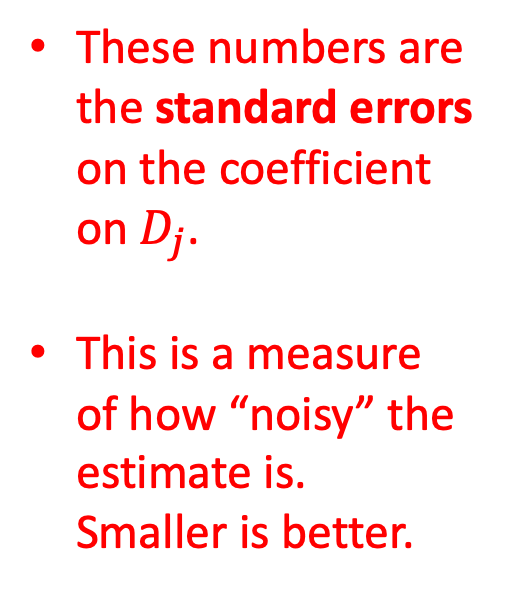 • These numbers are
the standard errors
on the coefficient
on Dⱼ.
• This is a measure
of how “noisy” the
estimate is.
Smaller is better.